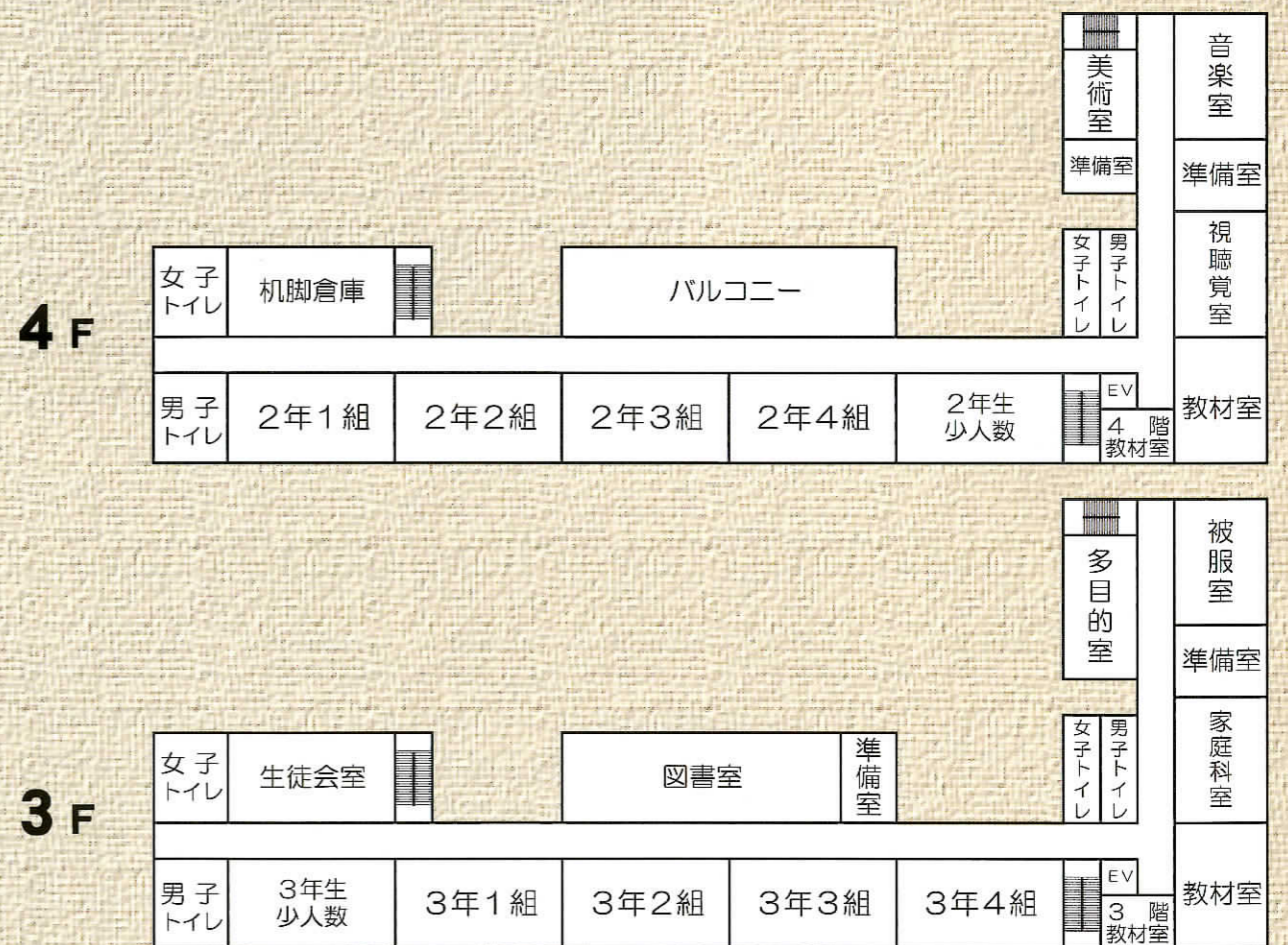 4 F
美術室
音楽室
準備室
準備室
女子トイレ
男子トイレ
視聴覚室
女子
トイレ
机脚倉庫
バルコニー
男子
トイレ
2年1組
2年2組
2年3組
2年4組
2年生
少人数
EV
4 階
教材室
教材室
3 F
多目的室
被服室
準備室
女子トイレ
男子トイレ
家庭科室
女子
トイレ
生徒会室
図書室
準備室
男子
トイレ
3年生
少人数
3年1組
3年2組
3年3組
3年4組
EV
3 階
教材室
教材室